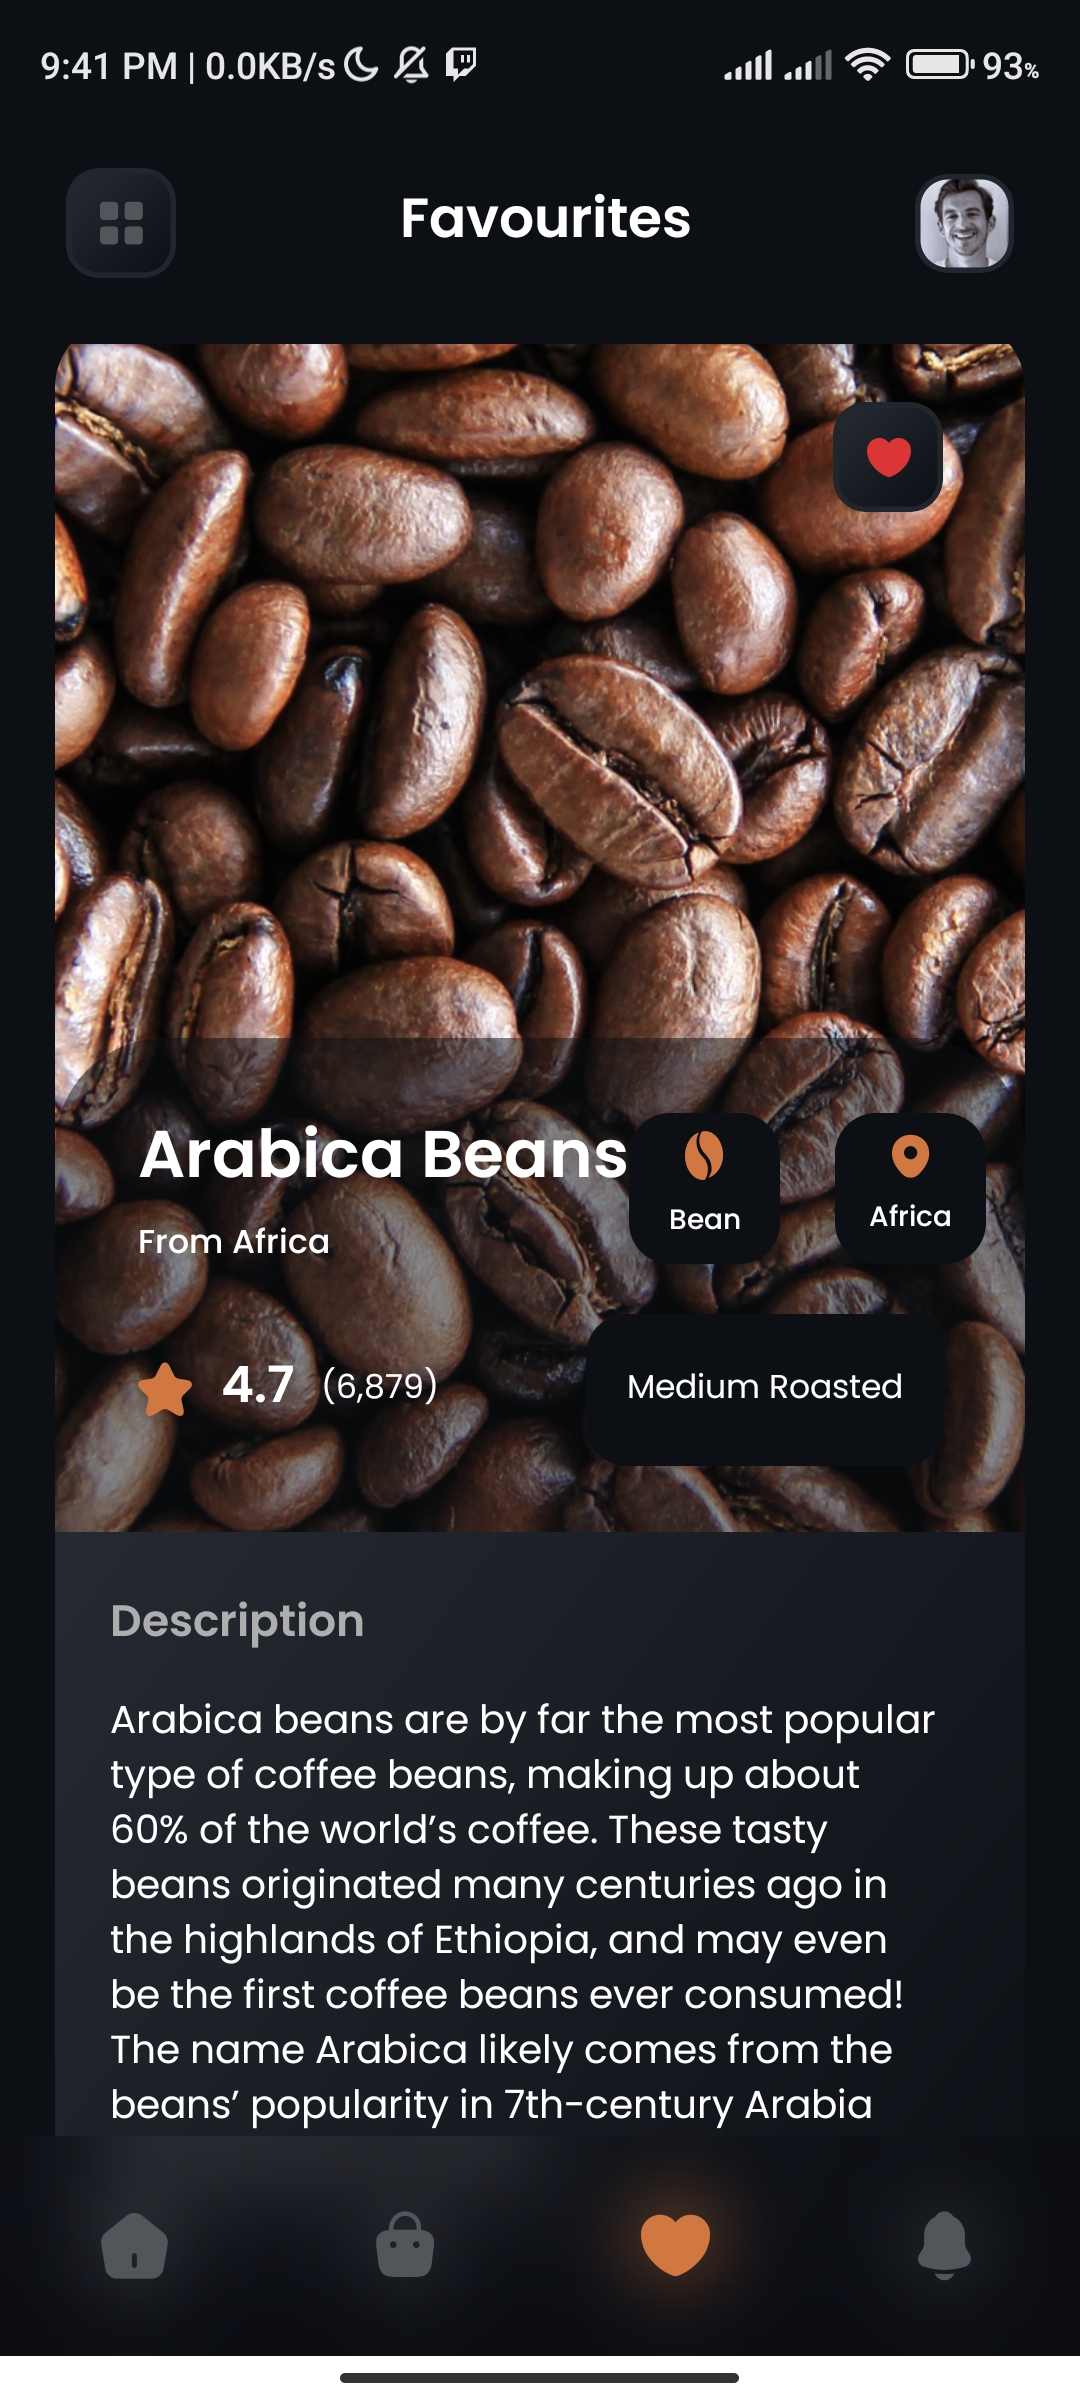 9:41 PM | 0.0KB/s 93%
Favourites
Arabica Beans
From Africa
Bean
Africa
4.7 (6,879)
Medium Roasted
Description
Arabica beans are by far the most popular
type of coffee beans, making up about
60% of the world’s coffee. These tasty
beans originated many centuries ago in
the highlands of Ethiopia, and may even
be the first coffee beans ever consumed!
The name Arabica likely comes from the
beans’ popularity in 7th-century Arabia